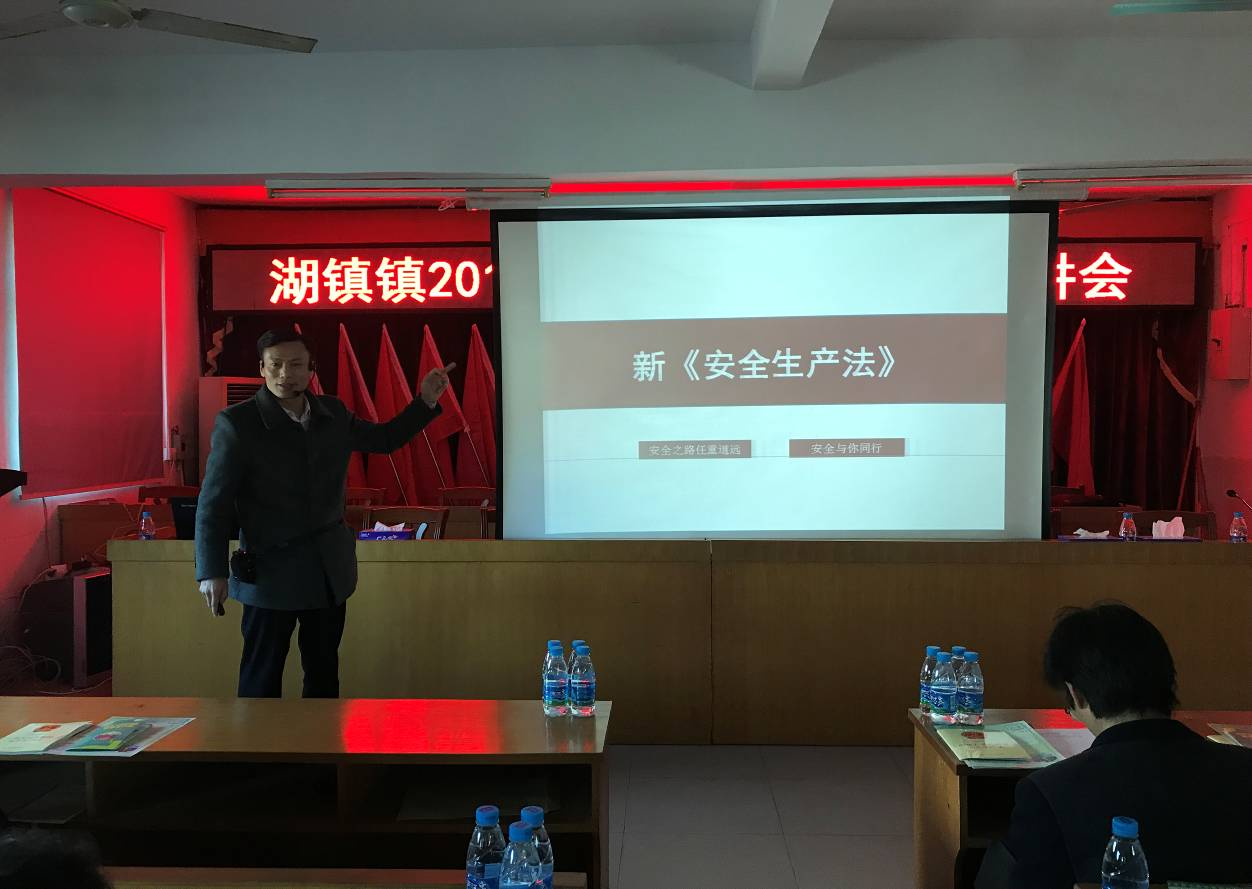 湖镇镇201
讲会
新《安全生产法》
安全之路任重道远
安全与你同行